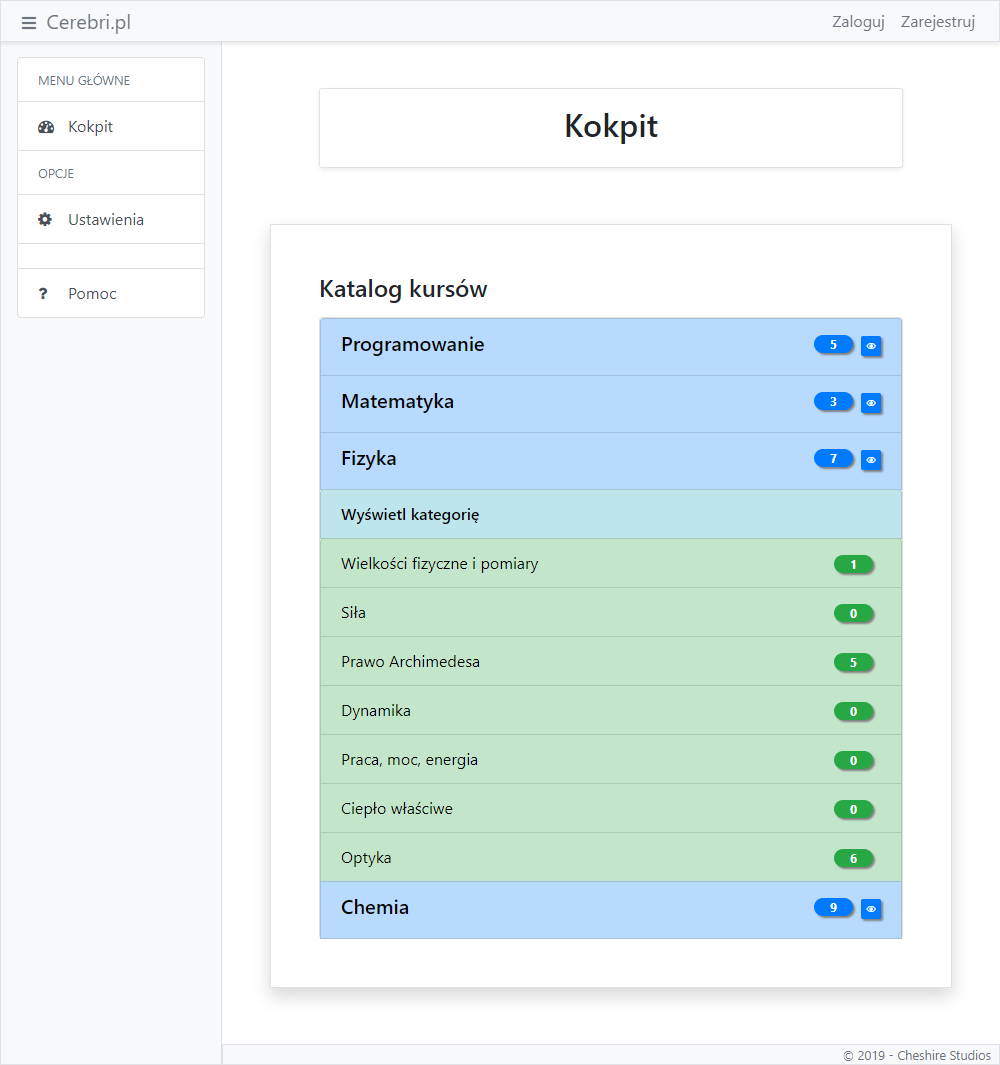 Cerebri.pl
Zaloguj Zarejestruj
MENU GŁÓWNE
Kokpit
OPCJE
Ustawienia
? Pomoc
Kokpit
Katalog kursów
Programowanie 5
Matematyka 3
Fizyka 7
Wyświetl kategorię
Wielkości fizyczne i pomiary 1
Siła 0
Prawo Archimedesa 5
Dynamika 0
Praca, moc, energia 0
Ciepło właściwe 0
Optyka 6
Chemia 9
© 2019 - Cheshire Studios